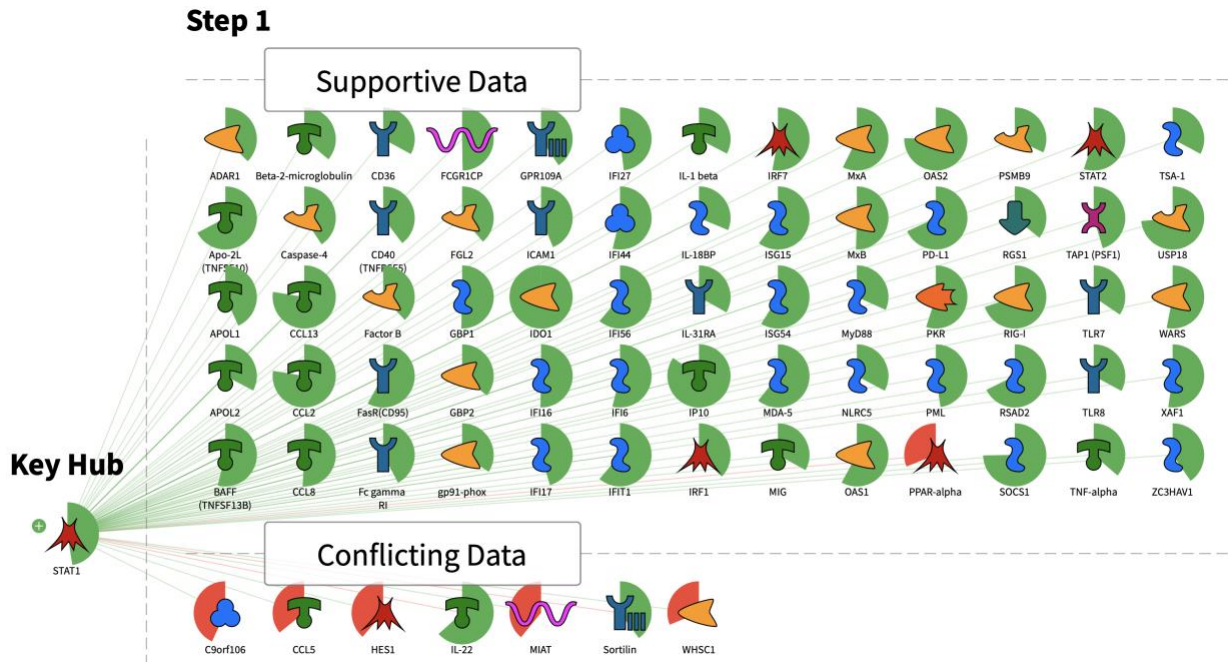 Step 1
Supportive Data
ADAR1 Beta-2-microglobulin CD36 FCGR1CP GPR109A IFI27 IL-1 beta IRF7 MxA OAS2 PSMB9 STAT2 TSA-1
Apo-2L Caspase-4 CD40 FGL2 ICAM1 IFI44 IL-18BP ISG15 MxB PD-L1 RGS1 TAP1 (PSF1) USP18
(TNFSF10) (TNFRSF5)
APOL1 CCL13 Factor B GBP1 IDO1 IFI56 IL-31RA ISG54 MyD88 PKR RIG-I TLR7 WARS
APOL2 CCL2 FasR(CD95) GBP2 IFI16 IFI6 IP10 MDA-5 NLRC5 PML RSAD2 TLR8 XAF1
BAFF CCL8 Fc gamma gp91-phox IFI17 IFIT1 IRF1 MIG OAS1 PPAR-alpha SOCS1 TNF-alpha ZC3HAV1
(TNFSF13B) RI
Key Hub
STAT1
Conflicting Data
C9orf106 CCL5 HES1 IL-22 MIAT Sortilin WHSC1